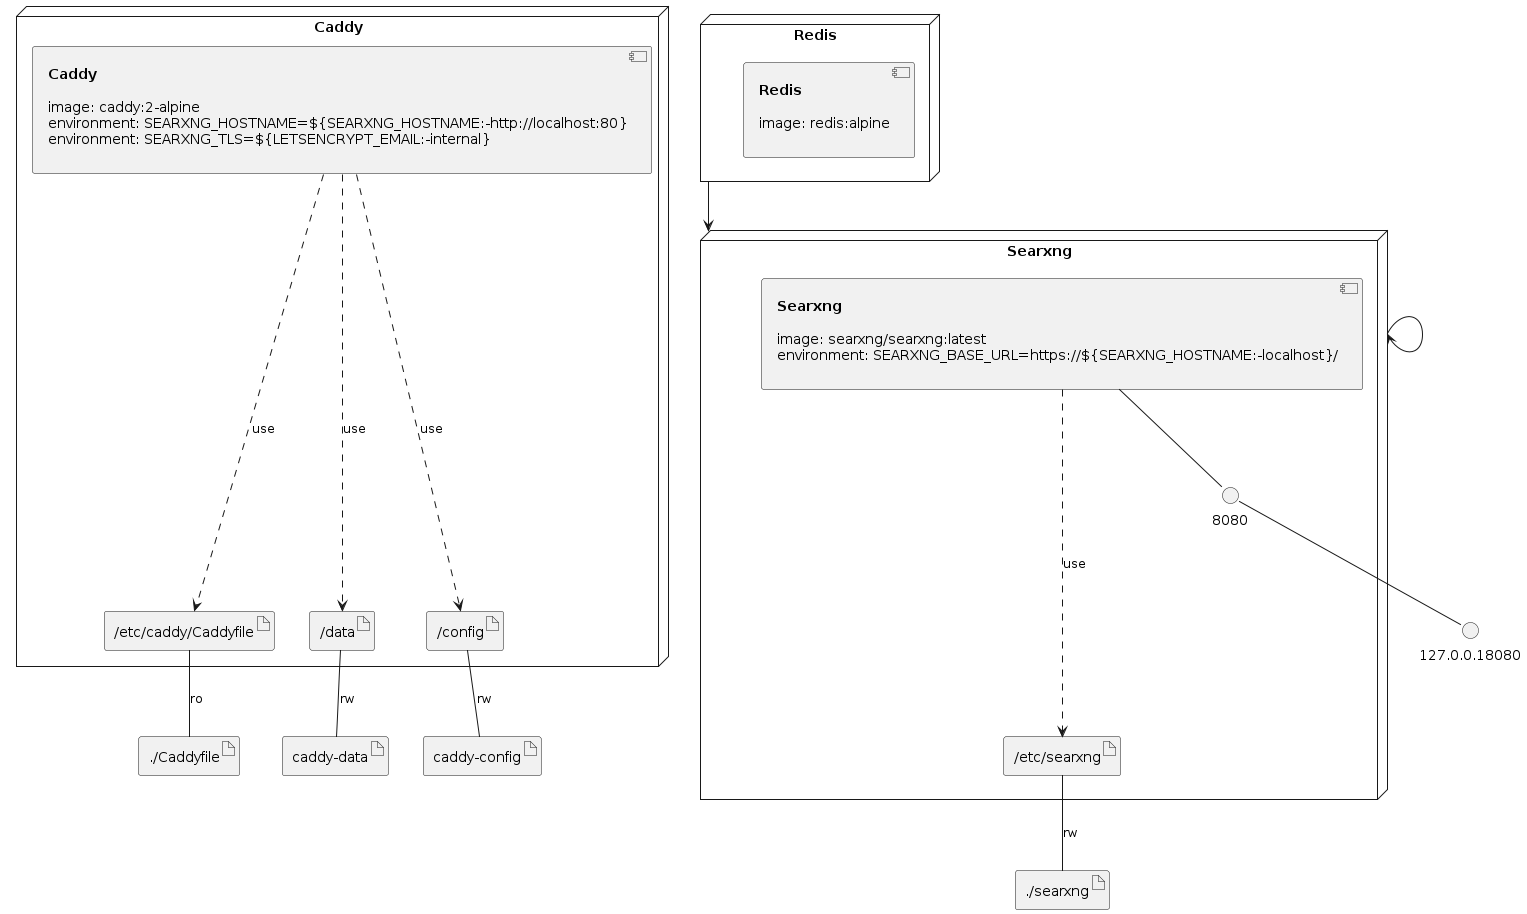 Caddy
Caddy
image: caddy:2-alpine
environment: SEARXNG_HOSTNAME=${SEARXNG_HOSTNAME:-http://localhost:80}
environment: SEARXNG_TLS=${LETSENCRYPT_EMAIL:-internal}
use
use
use
/etc/caddy/Caddyfile
/data
/config
ro
rw
rw
./Caddyfile
caddy-data
caddy-config
Redis
Redis
image: redis:alpine
Searxng
Searxng
image: searxng/searxng:latest
environment: SEARXNG_BASE_URL=https://${SEARXNG_HOSTNAME:-localhost}/
8080
use
127.0.0.18080
/etc/searxng
rw
./searxng